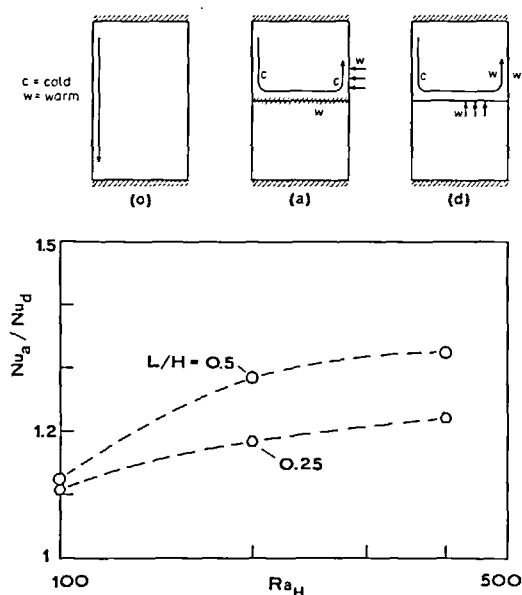 c = cold
w = warm
c
c
w
w
c
w
w
w
(o)
(a)
(d)
1.5
1.2
1
Nu_a / Nu_d
L/H = 0.5
0.25
100
Ra_H
500